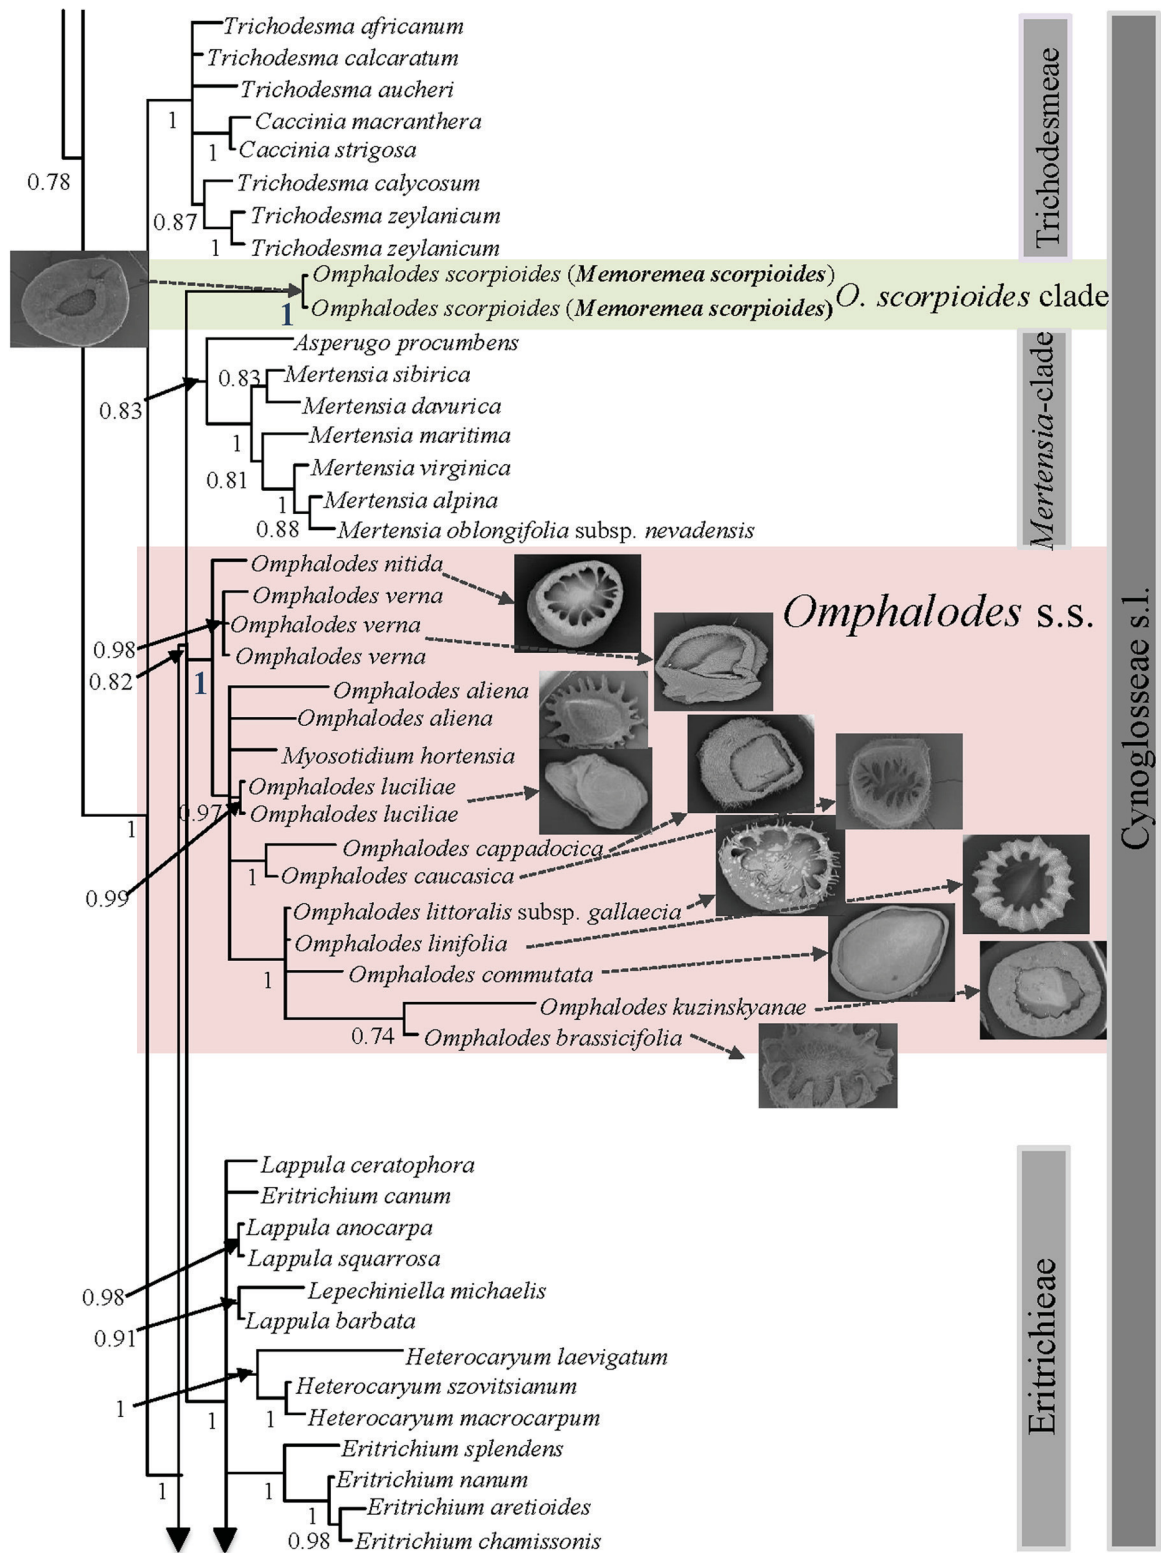 Trichodesma africanum
Trichodesma calcaratum
Trichodesma aucheri
1
Caccinia macranthera
1
Caccinia strigosa
0.78
Trichodesma calycosum
0.87
Trichodesma zeylanicum
1
Trichodesma zeylanicum
Trichodesmeae
Omphalodes scorpioides (Memoremea scorpioides)
1
Omphalodes scorpioides (Memoremea scorpioides)
O. scorpioides clade
Asperugo procumbens
0.83
Mertensia sibirica
0.83
Mertensia davurica
1
Mertensia maritima
0.81
Mertensia virginica
1
Mertensia alpina
0.88
Mertensia oblongifolia subsp. nevadensis
Mertensia-clade
Omphalodes nitida
Omphalodes verna
Omphalodes s.s.
Omphalodes verna
0.98
Omphalodes verna
0.82
1
Omphalodes aliena
Omphalodes aliena
Myosotidium hortensia
Omphalodes luciliae
0.97
Omphalodes luciliae
1
Omphalodes cappadocica
1
Omphalodes caucasica
0.99
Omphalodes littoralis subsp. gallaecia
Omphalodes linifolia
1
Omphalodes commutata
Omphalodes kuzinskyanae
0.74
Omphalodes brassicifolia
Cynoglosseae s.l.
Lappula ceratophora
Eritrichium canum
Lappula anocarpa
Lappula squarrosa
0.98
Lepechiniella michaelis
0.91
Lappula barbata
Heterocaryum laevigatum
Heterocaryum szovitsianum
1
1
1
Heterocaryum macrocarpum
Eritrichium splendens
1
1
Eritrichium nanum
1
Eritrichium aretioides
0.98
Eritrichium chamissonis
Eritrichieae